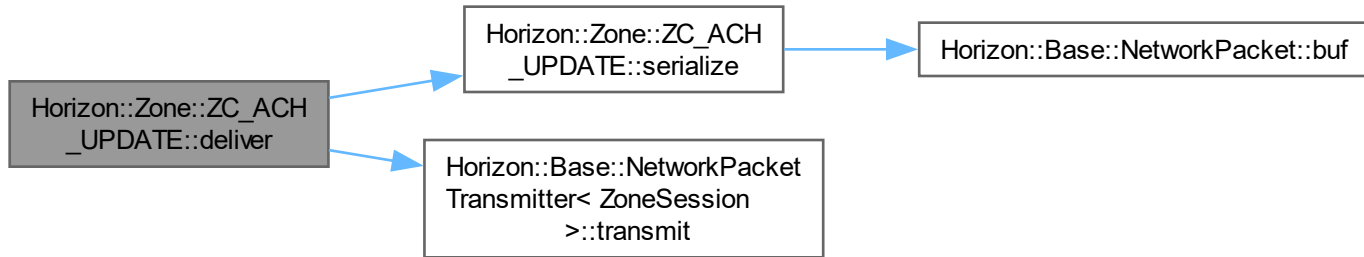 Horizon::Zone::ZC_ACH
_UPDATE::deliver
Horizon::Zone::ZC_ACH
_UPDATE::serialize
Horizon::Base::NetworkPacket::buf
Horizon::Base::NetworkPacket
Transmitter< ZoneSession
>::transmit